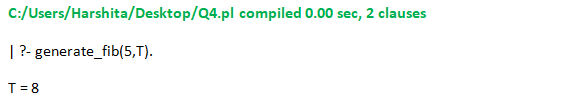 C:/Users/Harshita/Desktop/Q4.pl compiled 0.00 sec, 2 clauses
| ?- generate_fib(5,T).
T = 8